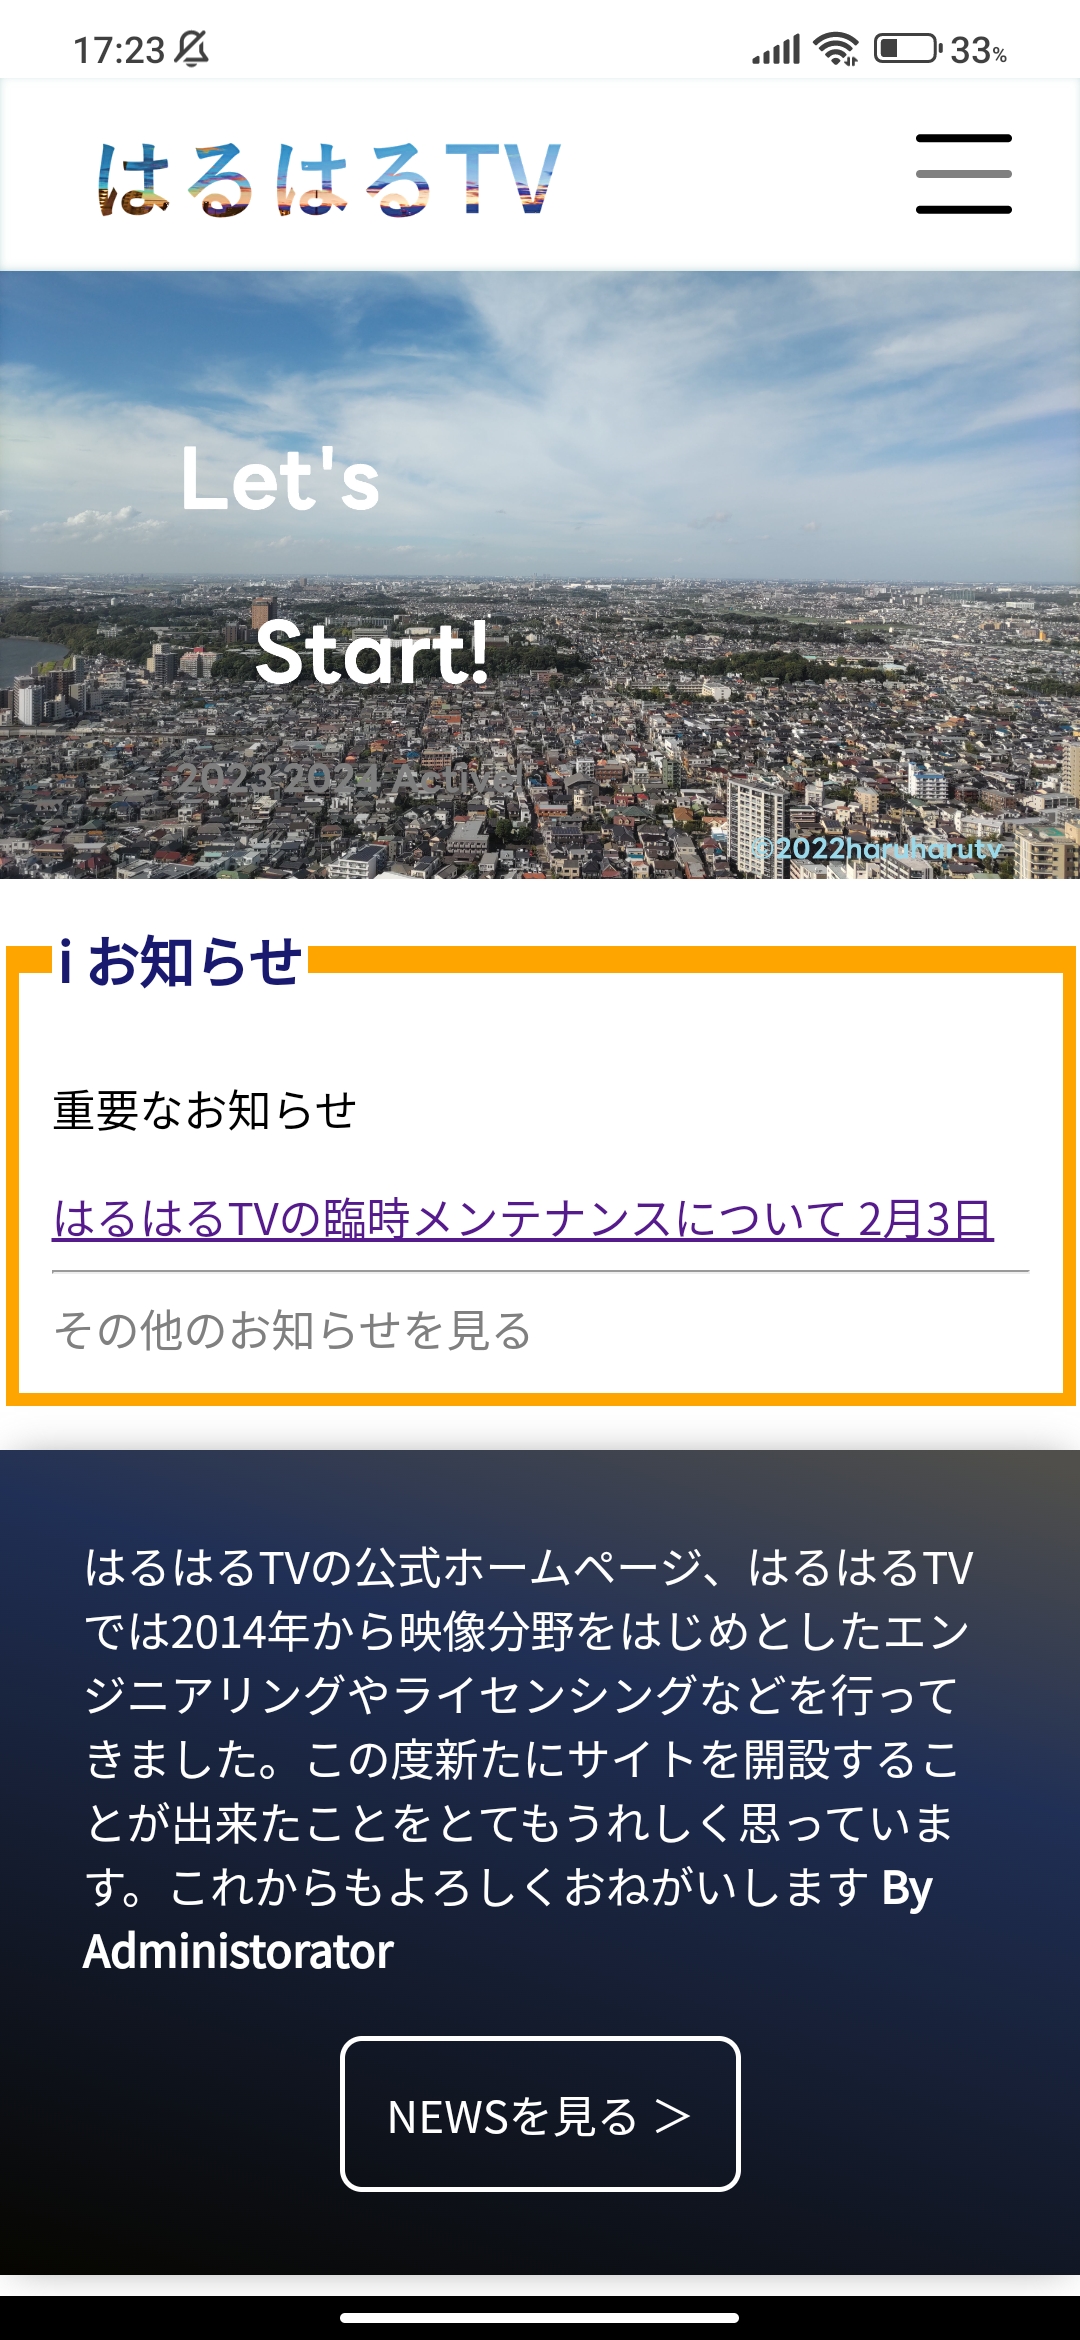 17:23
33%
はるはるTV
Let's
Start!
2023 2024 Active!
©2022haruharutv
i お知らせ
重要なお知らせ
はるはるTVの臨時メンテナンスについて 2月3日
その他のお知らせを見る
はるはるTVの公式ホームページ、はるはるTV
では2014年から映像分野をはじめとしたエン
ジニアリングやライセンシングなどを行って
きました。この度新たにサイトを開設するこ
とが出来たことをとてもうれしく思っていま
す。これからもよろしくおねがいします By
Administorator
NEWSを見る ＞